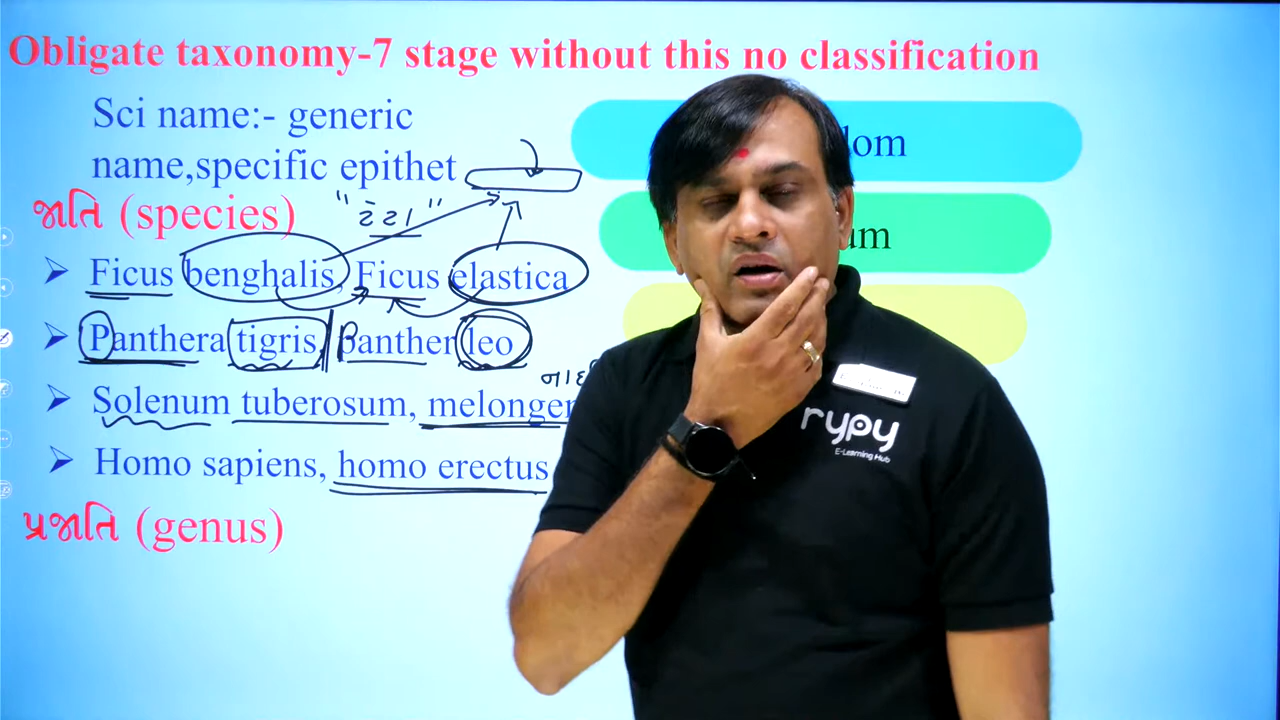 Obligate taxonomy-7 stage without this no classification
Sci name:- generic
name,specific epithet
જાતિ (species)
" રબર "
Ficus benghalis, Ficus elastica
Panthera tigris, Panther leo
Solenum tuberosum, melonger
Homo sapiens, homo erectus
પ્રજાતિ (genus)
dom
um
rypy
E-Learning Hub